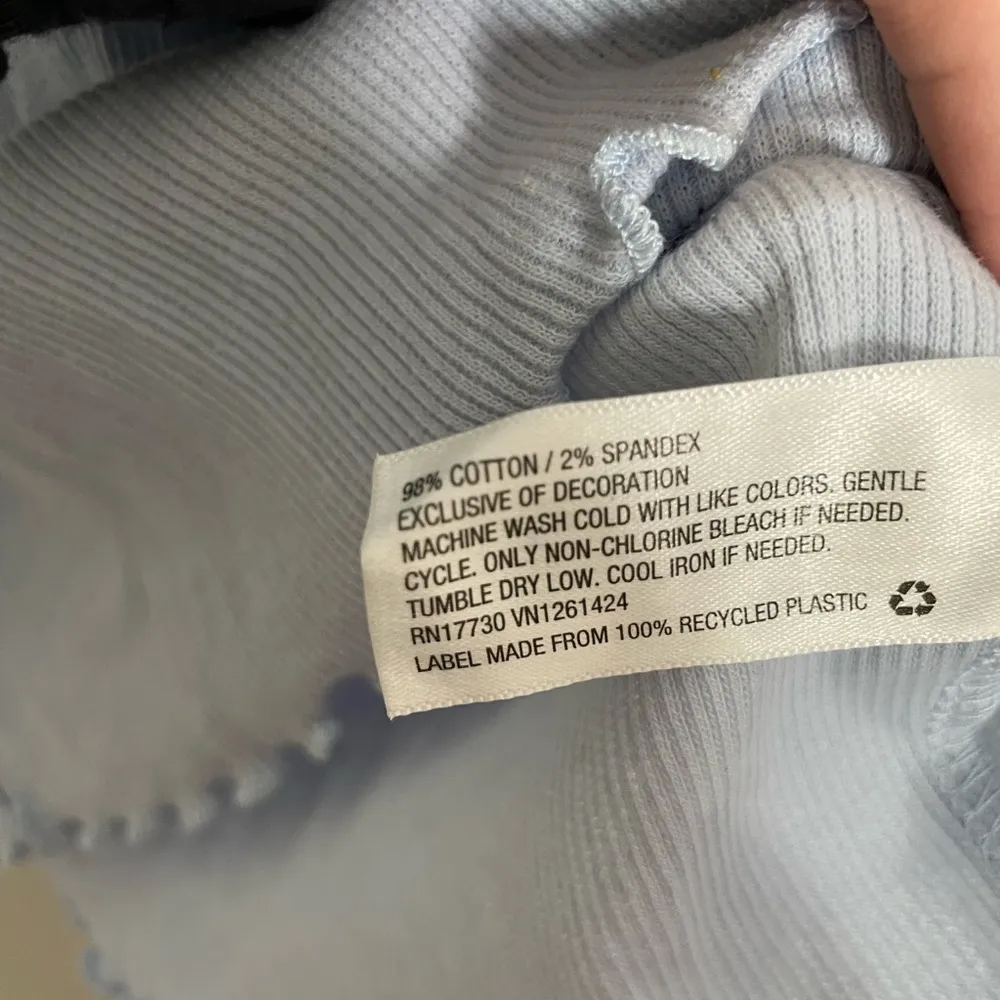 98% COTTON / 2% SPANDEX
EXCLUSIVE OF DECORATION
MACHINE WASH COLD WITH LIKE COLORS. GENTLE
CYCLE. ONLY NON-CHLORINE BLEACH IF NEEDED.
TUMBLE DRY LOW. COOL IRON IF NEEDED.
RN17730 VN1261424
LABEL MADE FROM 100% RECYCLED PLASTIC